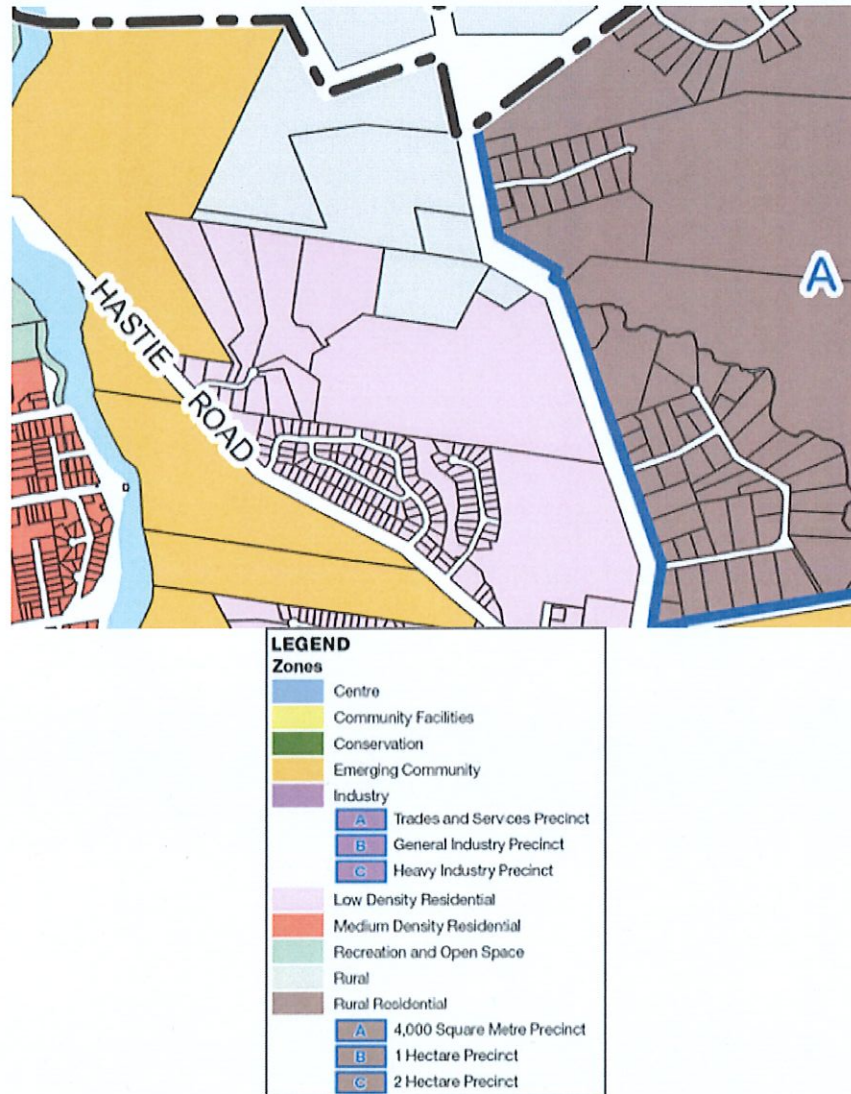 A
HASTIE ROAD
LEGEND
Zones
Centre
Community Facilities
Conservation
Emerging Community
Industry
A Trades and Services Precinct
B General Industry Precinct
C Heavy Industry Precinct
Low Density Residential
Medium Density Residential
Recreation and Open Space
Rural
Rural Residential
A 4,000 Square Metre Precinct
B 1 Hectare Precinct
C 2 Hectare Precinct